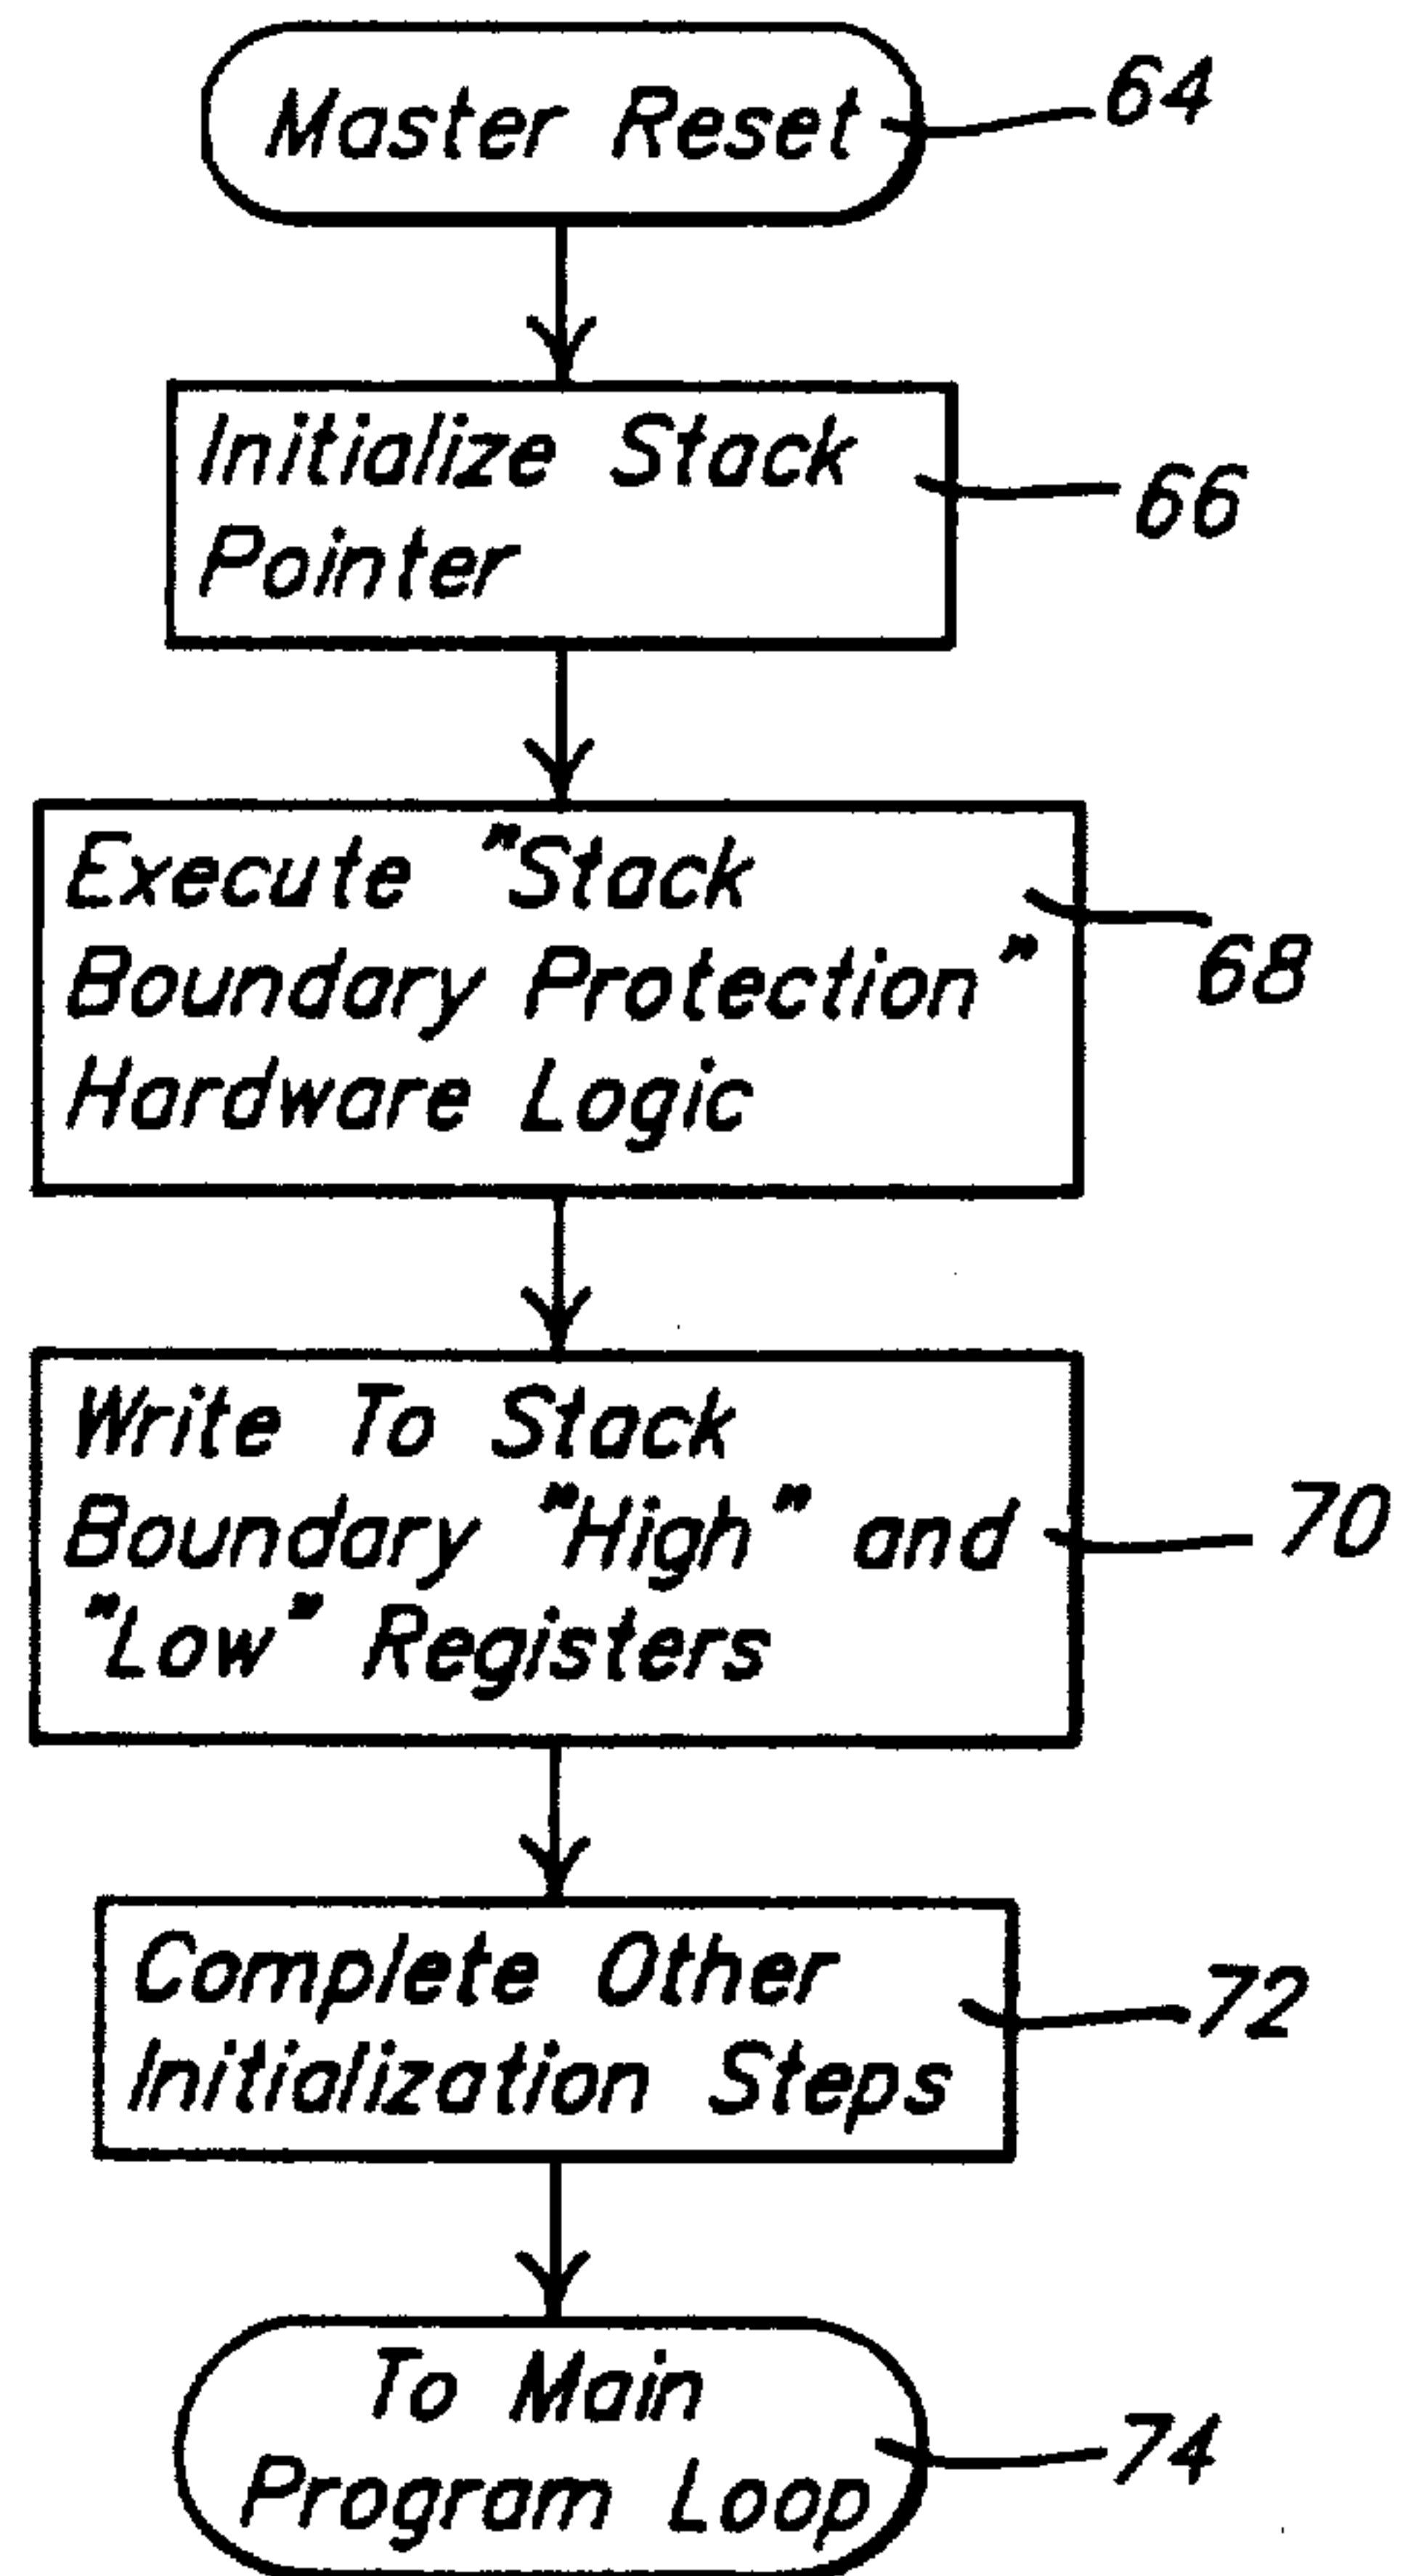 Master Reset
64
Initialize Stack
Pointer
66
Execute "Stack
Boundary Protection"
Hardware Logic
68
Write To Stack
Boundary "High" and
"Low" Registers
70
Complete Other
Initialization Steps
72
To Main
Program Loop
74